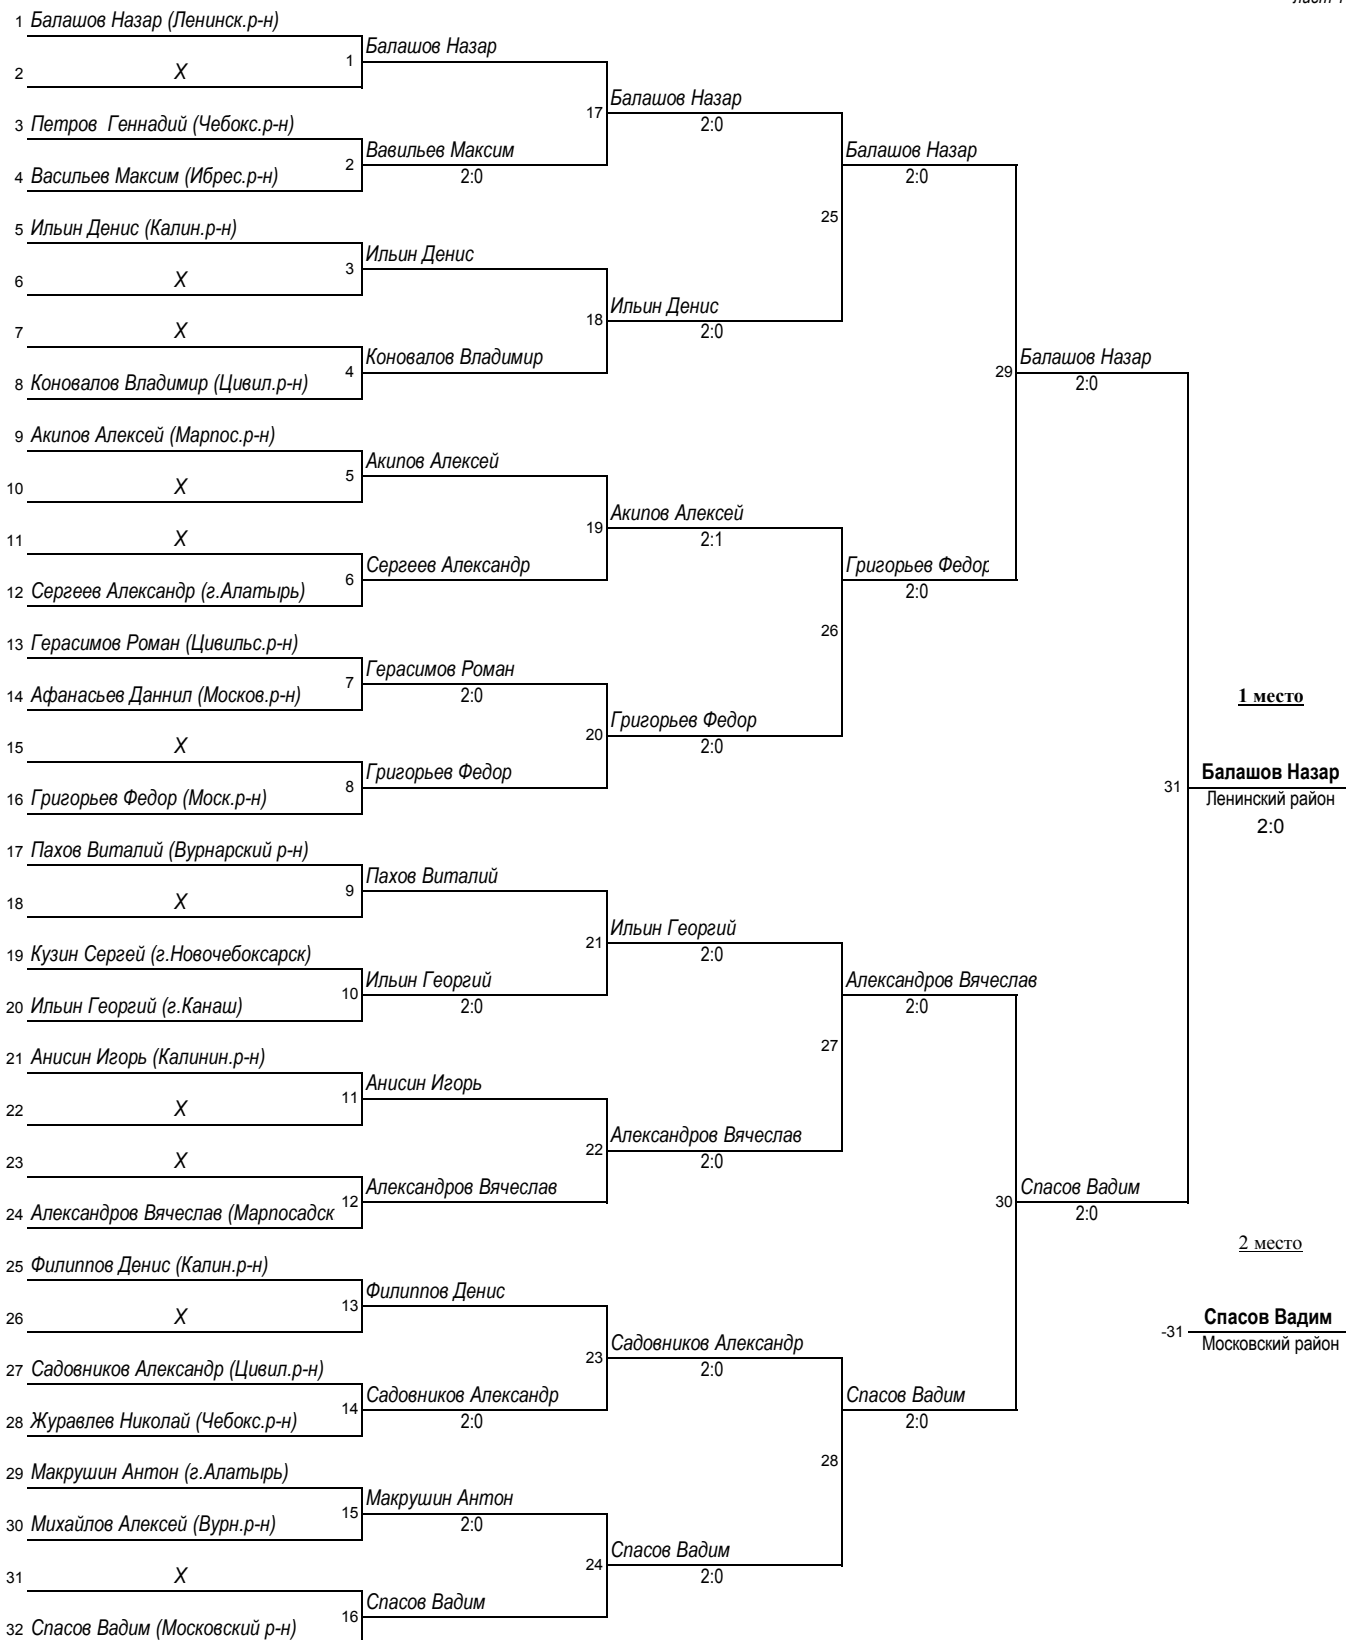 1 Балашов Назар (Ленинск.р-н)
1 Балашов Назар
2 X
17 Балашов Назар
2:0
3 Петров Геннадий (Чебокс.р-н)
2 Вавильев Максим
2:0
Балашов Назар
2:0
4 Васильев Максим (Ибрес.р-н)
25
5 Ильин Денис (Калин.р-н)
3 Ильин Денис
6 X
18 Ильин Денис
2:0
7 X
4 Коновалов Владимир
29 Балашов Назар
2:0
8 Коновалов Владимир (Цивил.р-н)
9 Акипов Алексей (Марпос.р-н)
5 Акипов Алексей
10 X
19 Акипов Алексей
2:1
11 X
6 Сергеев Александр
Григорьев Федор
2:0
12 Сергеев Александр (г.Алатырь)
26
13 Герасимов Роман (Цивильс.р-н)
7 Герасимов Роман
2:0
14 Афанасьев Даннил (Москов.р-н)
1 место
20 Григорьев Федор
2:0
15 X
8 Григорьев Федор
31 Балашов Назар
Ленинский район
2:0
16 Григорьев Федор (Моск.р-н)
17 Пахов Виталий (Вурнарский р-н)
9 Пахов Виталий
18 X
21 Ильин Георгий
2:0
19 Кузин Сергей (г.Новочебоксарск)
10 Ильин Георгий
2:0
Александров Вячеслав
2:0
20 Ильин Георгий (г.Канаш)
27
21 Анисин Игорь (Калинин.р-н)
11 Анисин Игорь
22 X
22 Александров Вячеслав
2:0
23 X
12 Александров Вячеслав
30 Спасов Вадим
2:0
24 Александров Вячеслав (Марпосадск
2 место
25 Филиппов Денис (Калин.р-н)
13 Филиппов Денис
26 X
-31 Спасов Вадим
Московский район
23 Садовников Александр
2:0
27 Садовников Александр (Цивил.р-н)
14 Садовников Александр
2:0
Спасов Вадим
2:0
28 Журавлев Николай (Чебокс.р-н)
28
29 Макрушин Антон (г.Алатырь)
15 Макрушин Антон
2:0
30 Михайлов Алексей (Вурн.р-н)
24 Спасов Вадим
2:0
31 X
16 Спасов Вадим
32 Спасов Вадим (Московский р-н)